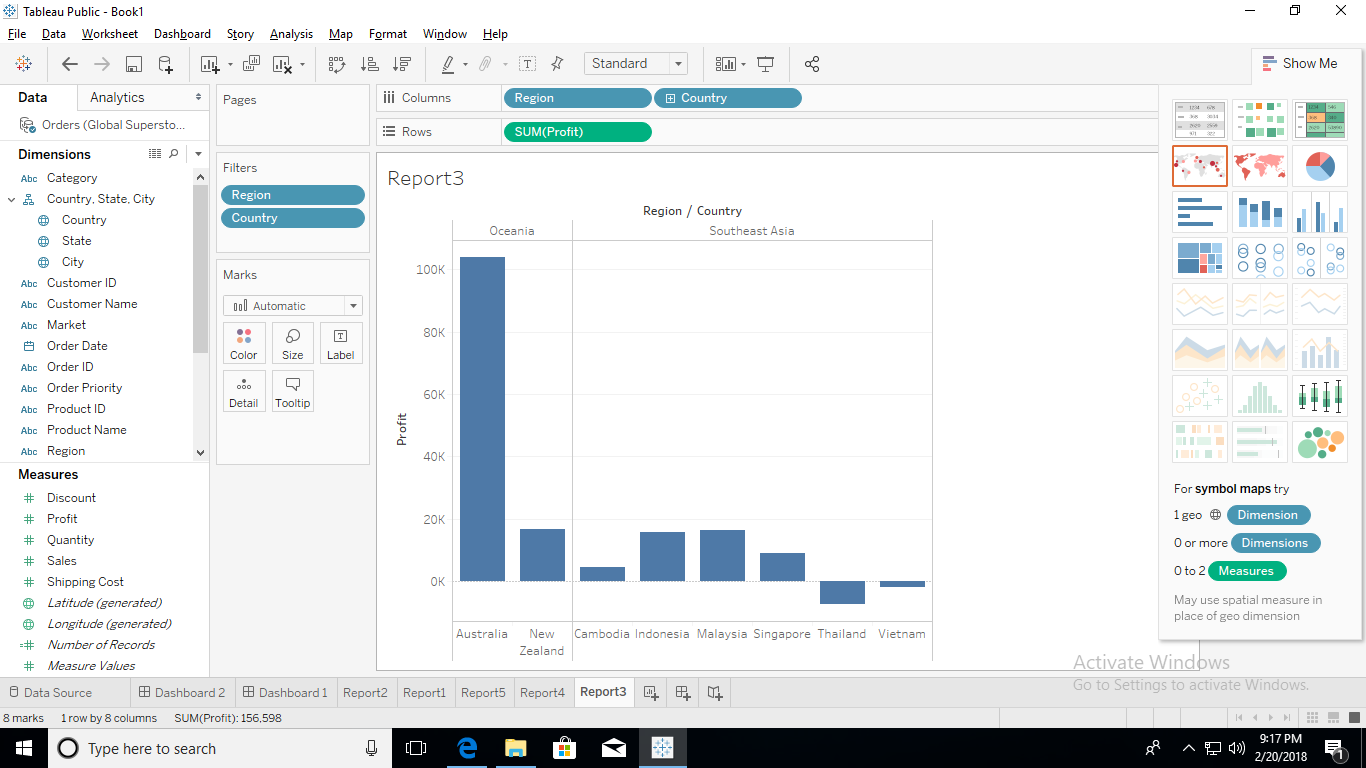 Tableau Public - Book1
File Data Worksheet Dashboard Story Analysis Map Format Window Help
Standard
Show Me
Data
Analytics
Orders (Global Supersto...
Dimensions
Abc Category
Country, State, City
Country
State
City
Abc Customer ID
Abc Customer Name
Abc Market
Order Date
Abc Order ID
Abc Order Priority
Abc Product ID
Abc Product Name
Abc Region
Measures
Discount
Profit
Quantity
Sales
Shipping Cost
Latitude (generated)
Longitude (generated)
Number of Records
Measure Values
Pages
Filters
Region
Country
Marks
Automatic
Color
Size
Label
Detail
Tooltip
Columns
Region
Country
Rows
SUM(Profit)
Report3
Region / Country
Oceania
Southeast Asia
Profit
100K
80K
60K
40K
20K
0K
Australia
New
Zealand
Cambodia
Indonesia
Malaysia
Singapore
Thailand
Vietnam
For symbol maps try
1 geo Dimension
0 or more Dimensions
0 to 2 Measures
May use spatial measure in
place of geo dimension
Activate Windows
Go to Settings to activate Windows.
Data Source
Dashboard 2
Dashboard 1
Report2
Report1
Report5
Report4
Report3
8 marks
1 row by 8 columns
SUM(Profit): 156,598
Type here to search
9:17 PM
2/20/2018
1